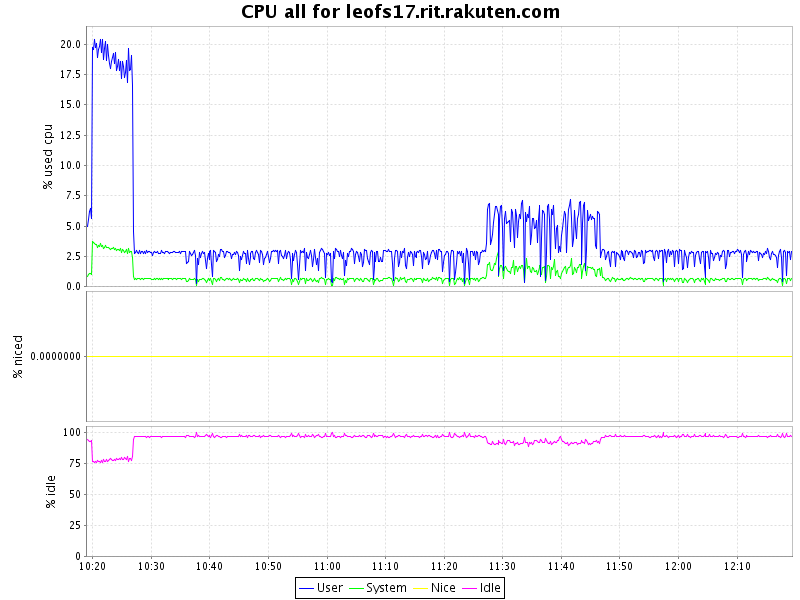 CPU all for leofs17.rit.rakuten.com
% used cpu
20.0
17.5
15.0
12.5
10.0
7.5
5.0
2.5
0.0
% niced
0.0000000
% idle
100
75
50
25
0
10:20 10:30 10:40 10:50 11:00 11:10 11:20 11:30 11:40 11:50 12:00 12:10
User System Nice Idle